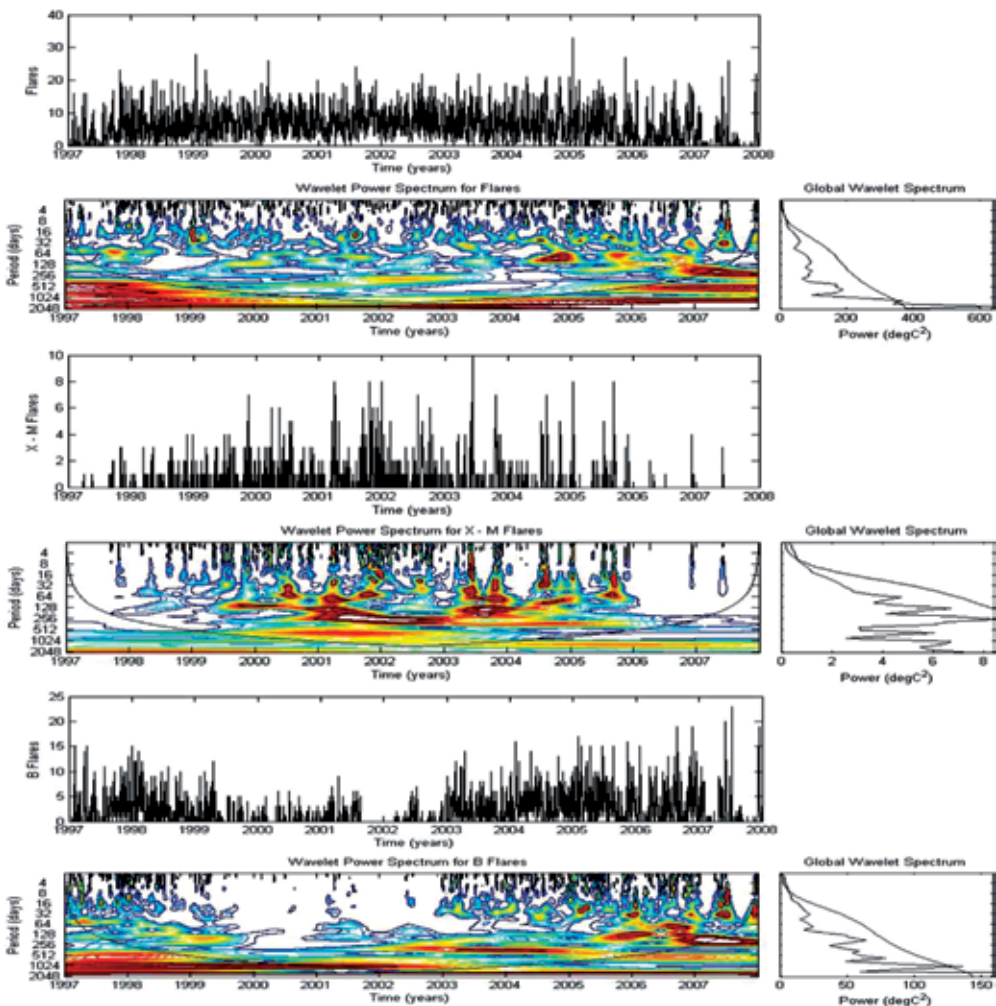 40
30
20
10
0
Flares
1997 1998 1999 2000 2001 2002 2003 2004 2005 2006 2007 2008
Time (years)
Wavelet Power Spectrum for Flares
Global Wavelet Spectrum
4
8
16
32
64
128
256
512
1024
2048
Period (days)
1997 1998 1999 2000 2001 2002 2003 2004 2005 2006 2007
Time (years)
0 200 400 600
Power (degC²)
10
8
6
4
2
0
X - M Flares
1997 1998 1999 2000 2001 2002 2003 2004 2005 2006 2007 2008
Time (years)
Wavelet Power Spectrum for X - M Flares
Global Wavelet Spectrum
4
8
16
32
64
128
256
512
1024
2048
Period (days)
1997 1998 1999 2000 2001 2002 2003 2004 2005 2006 2007
Time (years)
0 2 4 6 8
Power (degC²)
25
20
15
10
5
0
B Flares
1997 1998 1999 2000 2001 2002 2003 2004 2005 2006 2007 2008
Time (years)
Wavelet Power Spectrum for B Flares
Global Wavelet Spectrum
4
8
16
32
64
128
256
512
1024
2048
Period (days)
1997 1998 1999 2000 2001 2002 2003 2004 2005 2006 2007
Time (years)
0 50 100 150
Power (degC²)